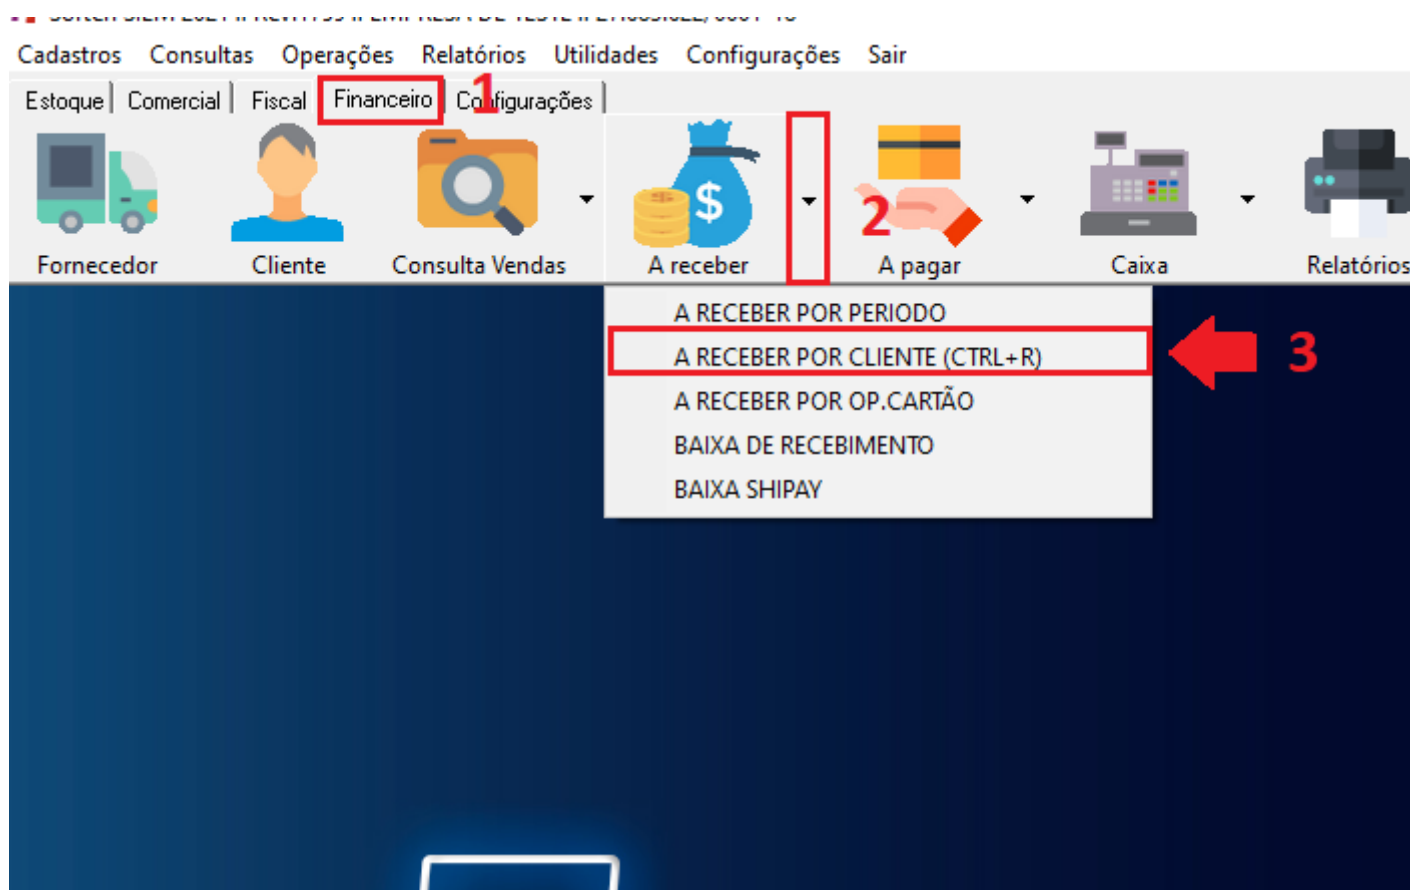 Cadastros Consultas Operações Relatórios Utilidades Configurações Sair
Estoque Comercial Fiscal Financeiro 1 Configurações
$
2
Fornecedor Cliente Consulta Vendas A receber A pagar Caixa Relatórios
A RECEBER POR PERIODO
A RECEBER POR CLIENTE (CTRL+R) 3
A RECEBER POR OP.CARTÃO
BAIXA DE RECEBIMENTO
BAIXA SHIPAY